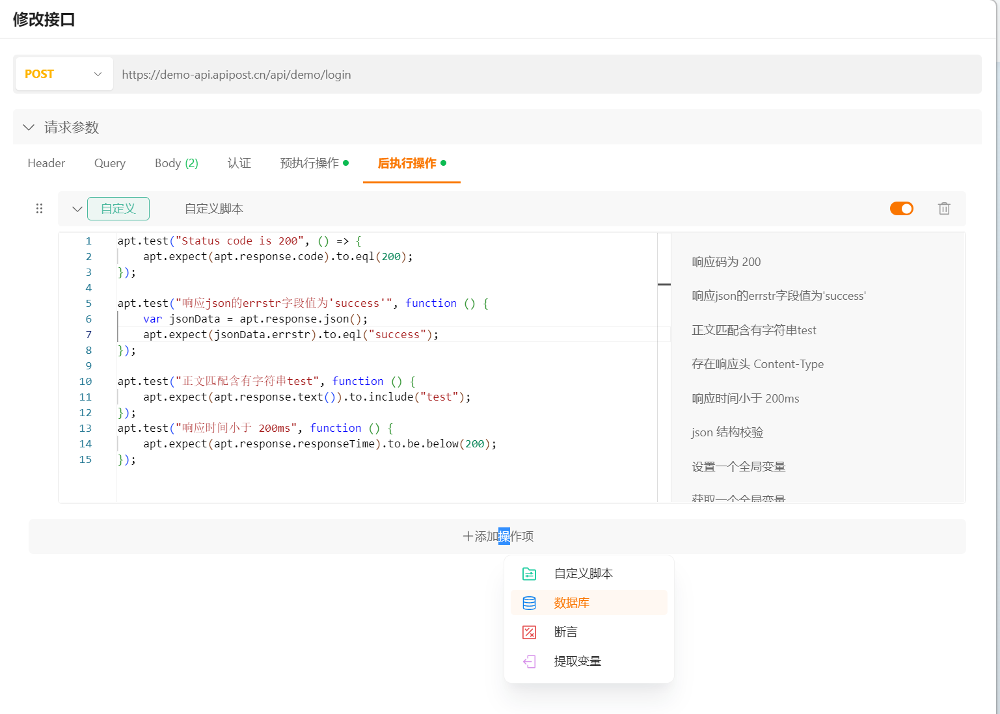 修改接口
POST
https://demo-api.apipost.cn/api/demo/login
请求参数
Header Query Body (2) 认证 预执行操作 后执行操作
自定义 自定义脚本
1 apt.test("Status code is 200", () => {
2 apt.expect(apt.response.code).to.eql(200);
3 });
4
5 apt.test("响应json的errstr字段值为'success'", function () {
6 var jsonData = apt.response.json();
7 apt.expect(jsonData.errstr).to.eql("success");
8 });
9
10 apt.test("正文匹配含有字符串test", function () {
11 apt.expect(apt.response.text()).to.include("test");
12 });
13 apt.test("响应时间小于 200ms", function () {
14 apt.expect(apt.response.responseTime).to.be.below(200);
15 });
响应码为 200
响应json的errstr字段值为'success'
正文匹配含有字符串test
存在响应头 Content-Type
响应时间小于 200ms
json 结构校验
设置一个全局变量
获取一个全局变量
+添加操作项
自定义脚本
数据库
断言
提取变量